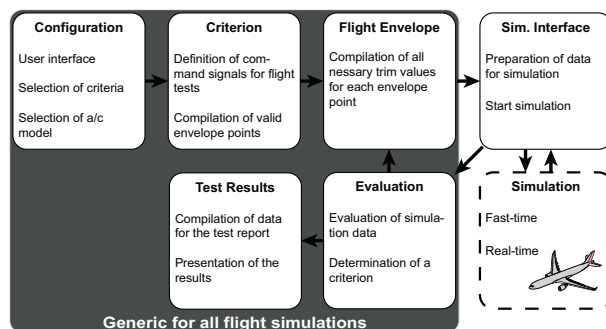 Configuration
User interface
Selection of criteria
Selection of a/c
model
Criterion
Definition of com-
mand signals for flight
tests
Compilation of valid
envelope points
Flight Envelope
Compilation of all
nessary trim values
for each envelope
point
Sim. Interface
Preparation of data
for simulation
Start simulation
Test Results
Compilation of data
for the test report
Presentation of the
results
Evaluation
Evaluation of simula-
tion data
Determination of a
criterion
Simulation
Fast-time
Real-time
Generic for all flight simulations